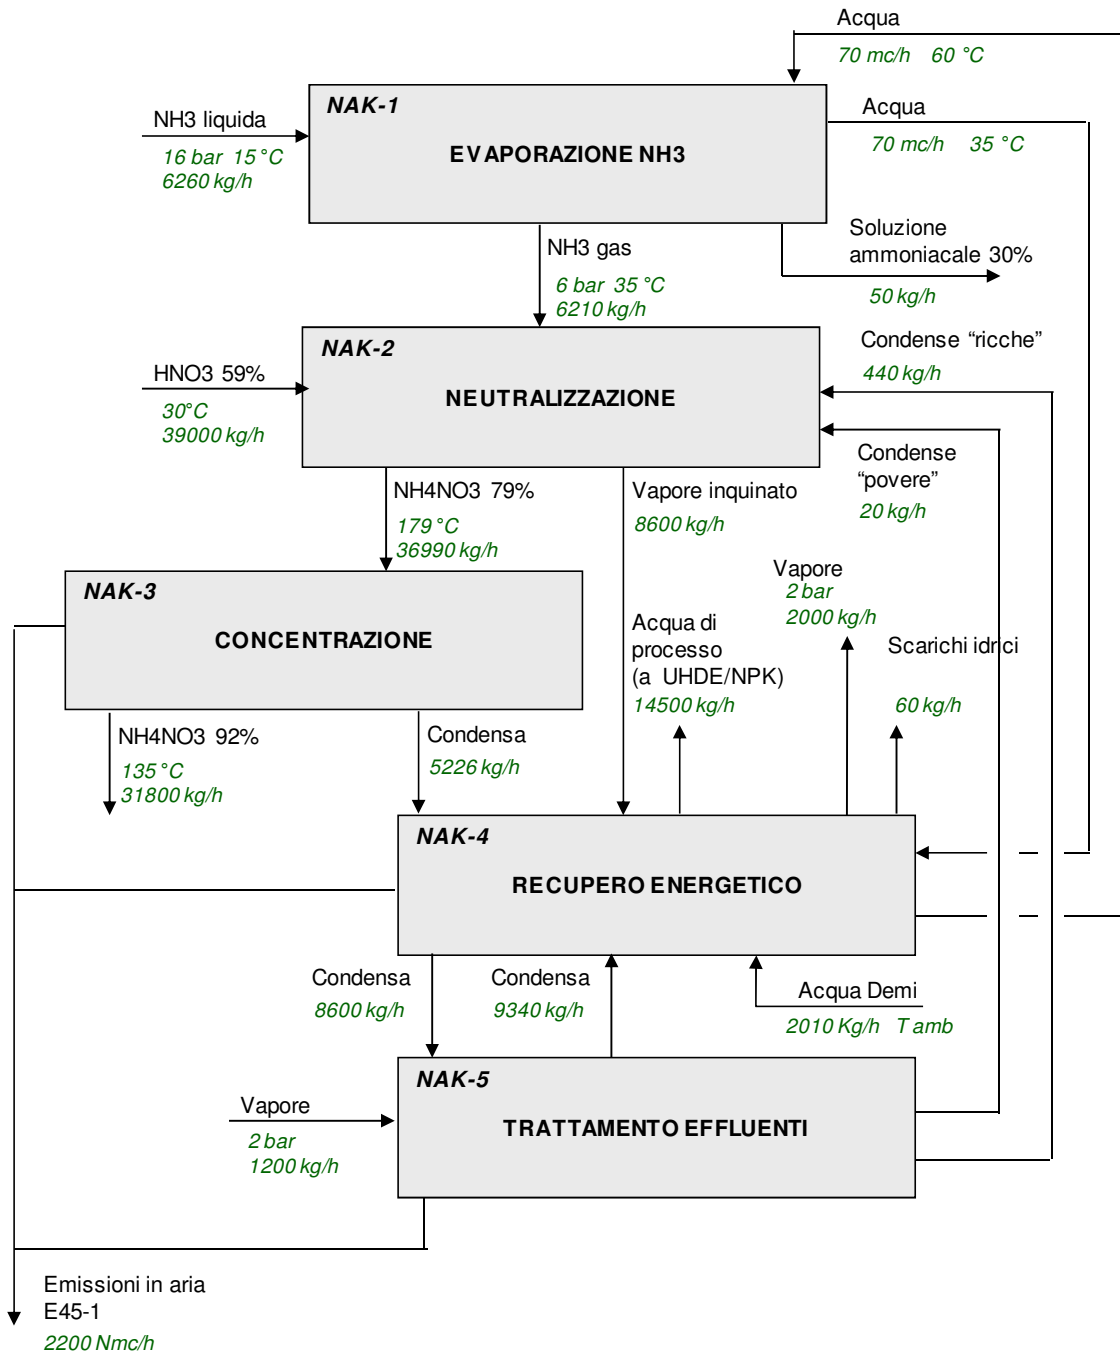 Acqua
70 mc/h 60 °C
NAK-1
NH3 liquida
16 bar 15 °C
6260 kg/h
EVAPORAZIONE NH3
Acqua
70 mc/h 35 °C
Soluzione
ammoniacale 30%
50 kg/h
NH3 gas
6 bar 35 °C
6210 kg/h
NAK-2
HNO3 59%
30°C
39000 kg/h
NEUTRALIZZAZIONE
Condense “ricche”
440 kg/h
Condense
“povere”
20 kg/h
NH4NO3 79%
179 °C
36990 kg/h
Vapore inquinato
8600 kg/h
NAK-3
CONCENTRAZIONE
Acqua di
processo
(a UHDE/NPK)
14500 kg/h
Vapore
2 bar
2000 kg/h
Scarichi idrici
60 kg/h
NH4NO3 92%
135 °C
31800 kg/h
Condensa
5226 kg/h
NAK-4
RECUPERO ENERGETICO
Condensa
8600 kg/h
Condensa
9340 kg/h
Acqua Demi
2010 Kg/h T amb
NAK-5
TRATTAMENTO EFFLUENTI
Vapore
2 bar
1200 kg/h
Emissioni in aria
E45-1
2200 Nmc/h